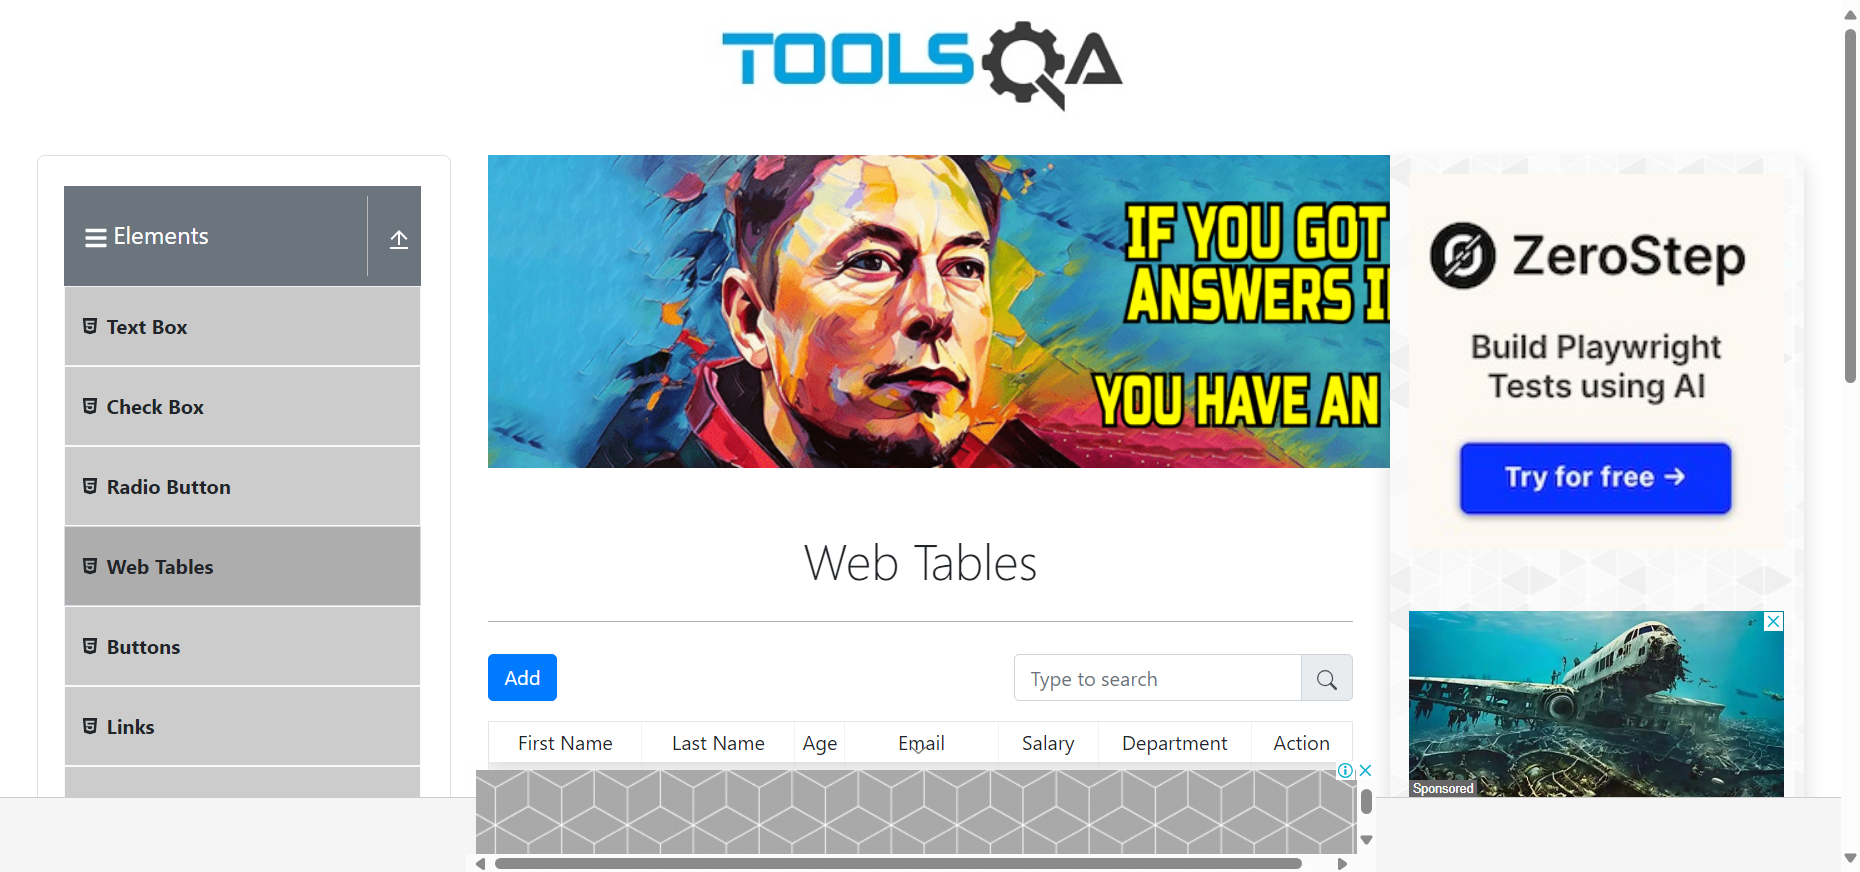 TOOLSQA
Elements
Text Box
Check Box
Radio Button
Web Tables
Buttons
Links
IF YOU GOT
ANSWERS I
YOU HAVE AN
Web Tables
Add
Type to search
First Name Last Name Age Email Salary Department Action
ZeroStep
Build Playwright
Tests using AI
Try for free →
Sponsored